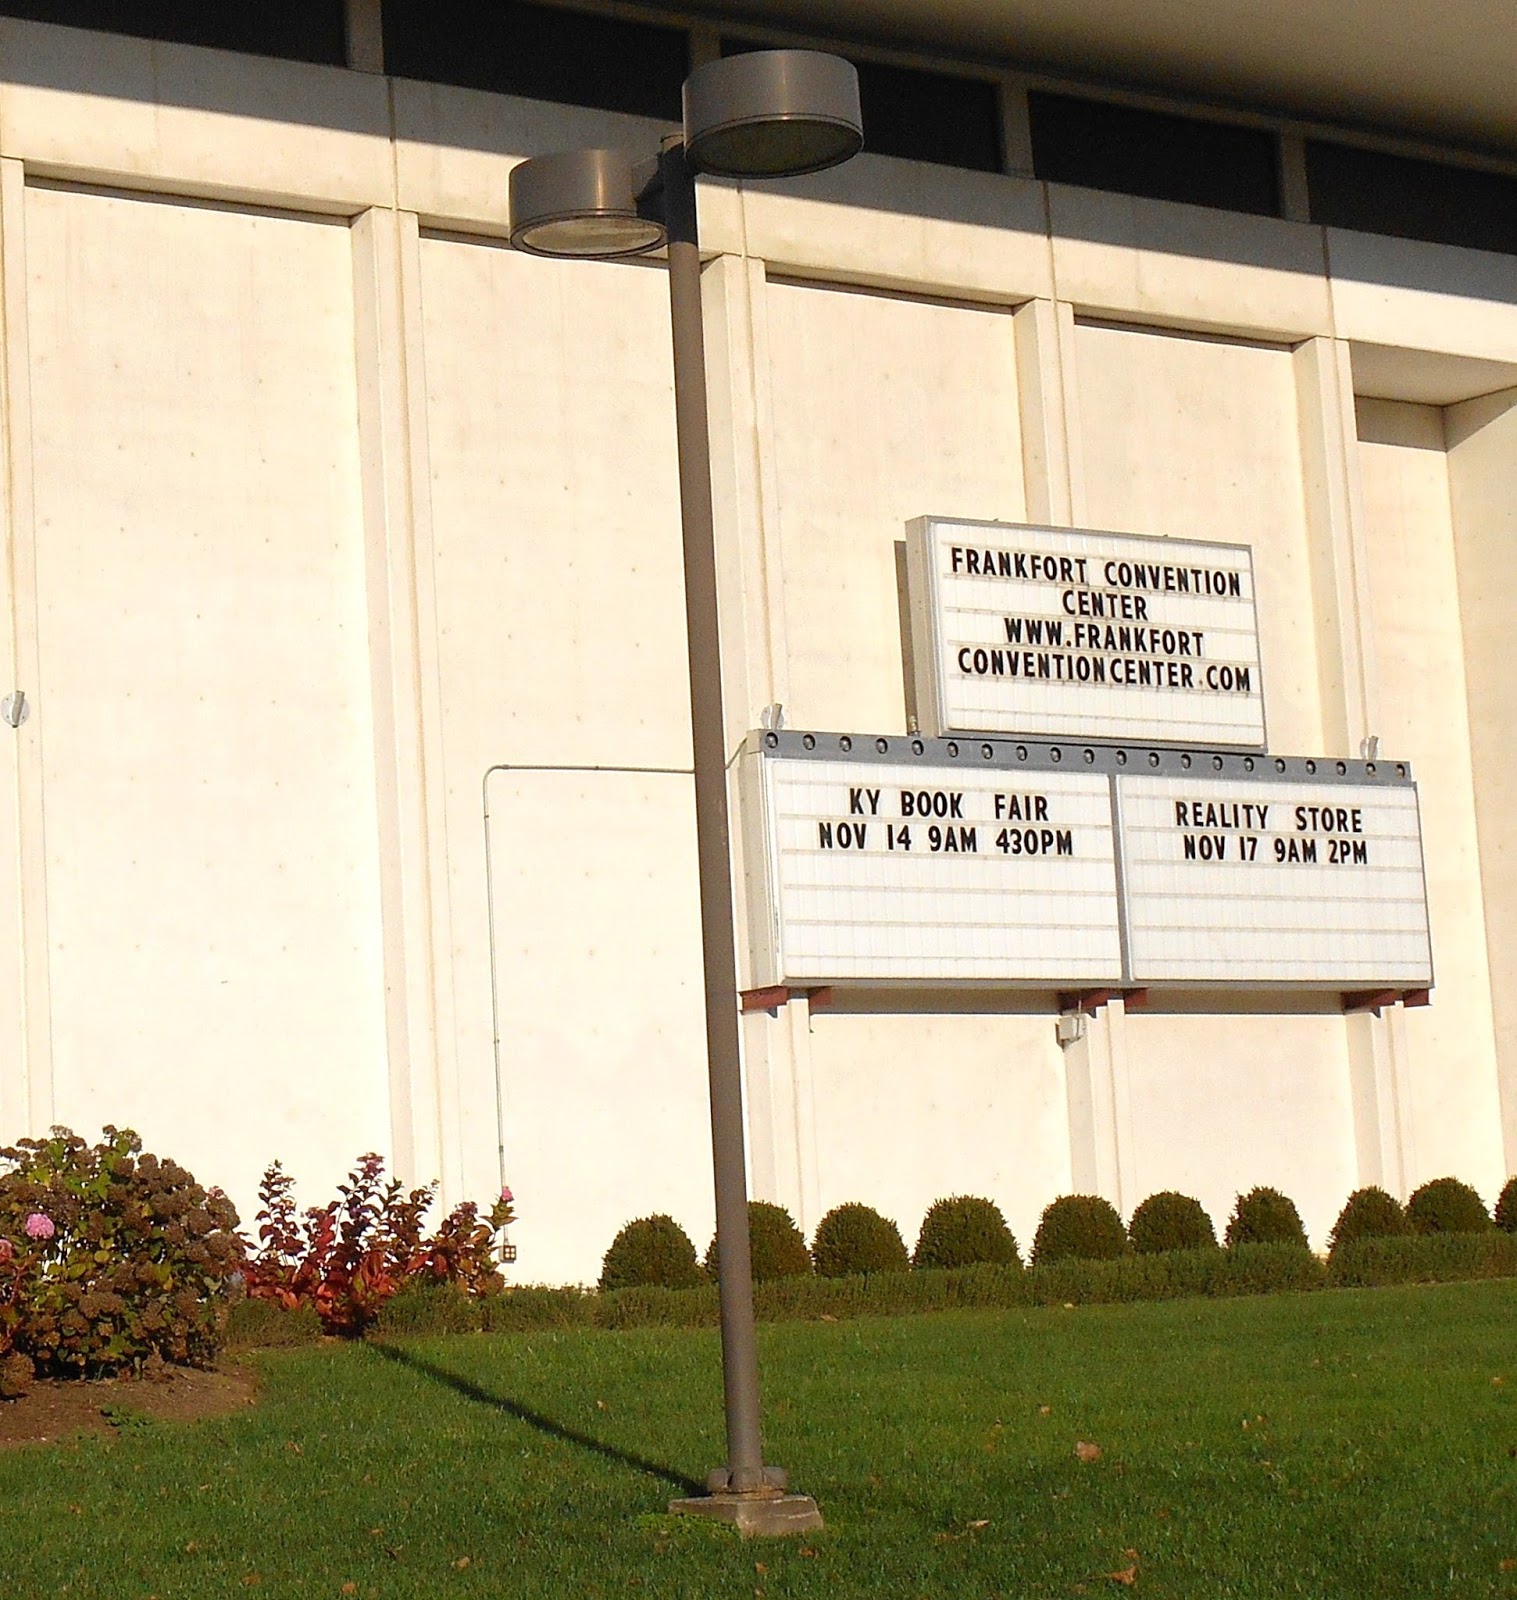 FRANKFORT CONVENTION
CENTER
WWW.FRANKFORT
CONVENTIONCENTER.COM
KY BOOK FAIR
NOV 14 9AM 430PM
REALITY STORE
NOV 17 9AM 2PM